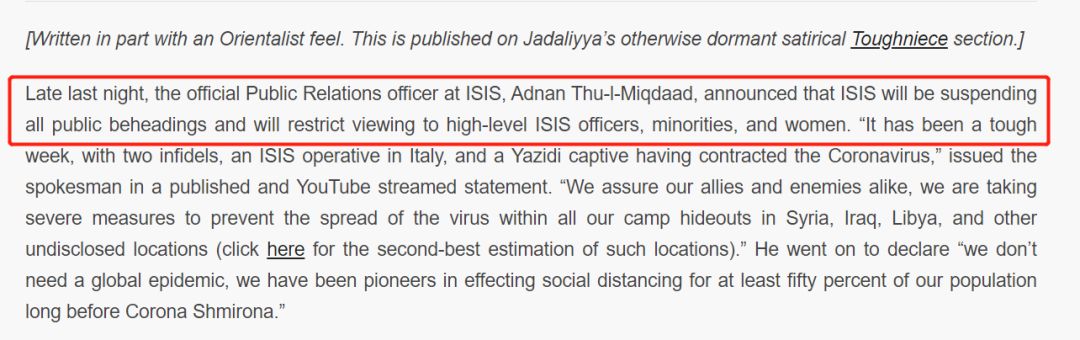 [Written in part with an Orientalist feel. This is published on Jadaliyya’s otherwise dormant satirical Toughniece section.]
Late last night, the official Public Relations officer at ISIS, Adnan Thu-l-Miqdaad, announced that ISIS will be suspending
all public beheadings and will restrict viewing to high-level ISIS officers, minorities, and women. “It has been a tough
week, with two infidels, an ISIS operative in Italy, and a Yazidi captive having contracted the Coronavirus,” issued the
spokesman in a published and YouTube streamed statement. “We assure our allies and enemies alike, we are taking
severe measures to prevent the spread of the virus within all our camp hideouts in Syria, Iraq, Libya, and other
undisclosed locations (click here for the second-best estimation of such locations).” He went on to declare “we don’t
need a global epidemic, we have been pioneers in effecting social distancing for at least fifty percent of our population
long before Corona Shmirona.”